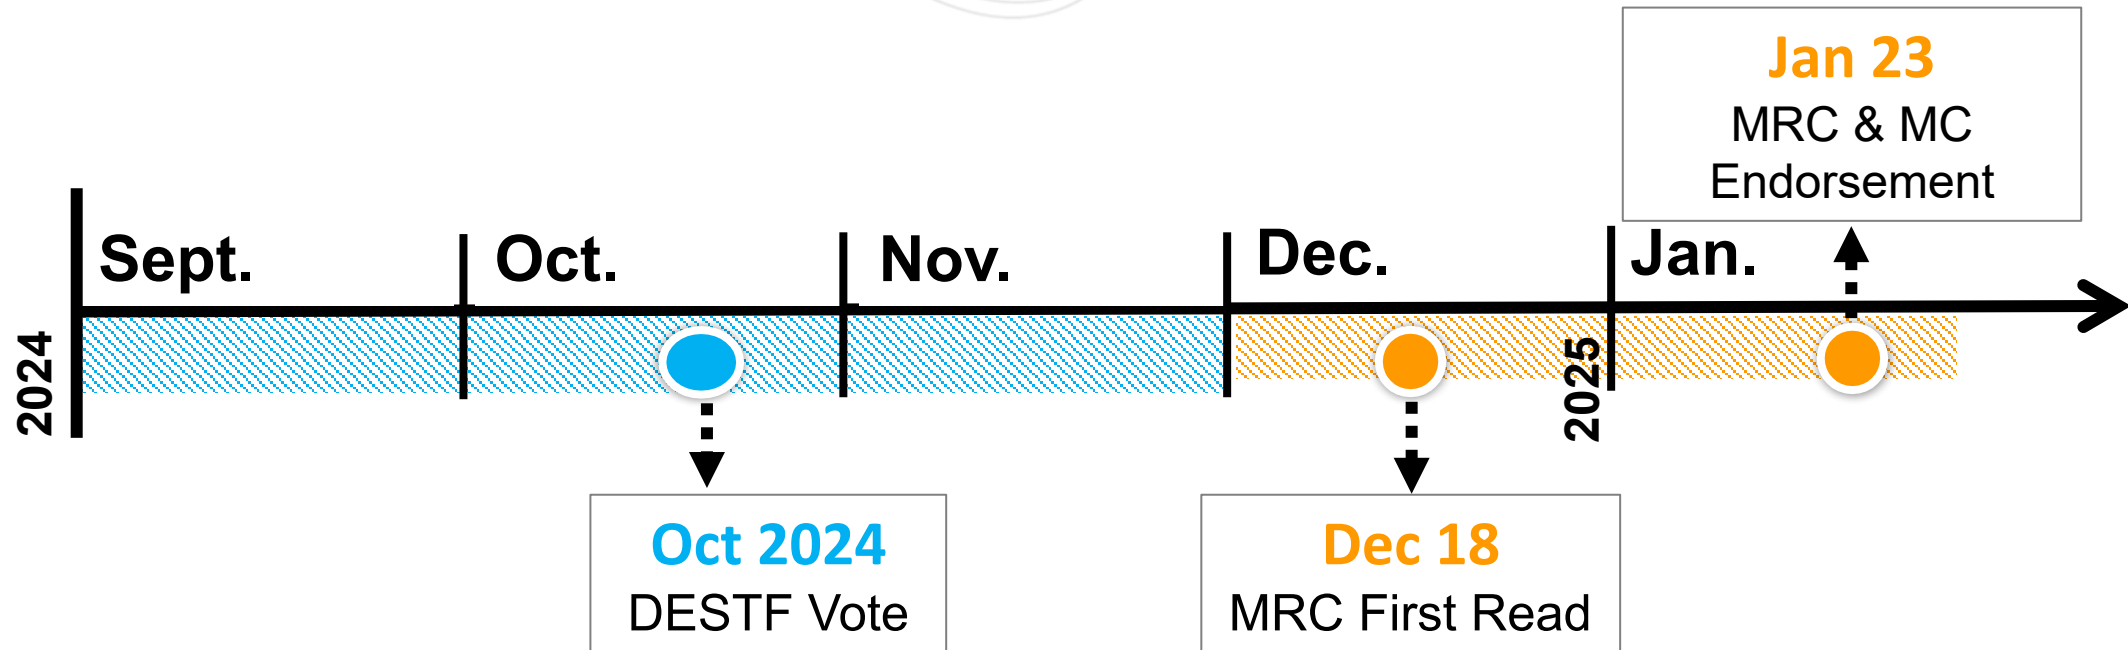 Jan 23
MRC & MC
Endorsement
Sept.
Oct.
Nov.
Dec.
Jan.
2024
2025
Oct 2024
DESTF Vote
Dec 18
MRC First Read